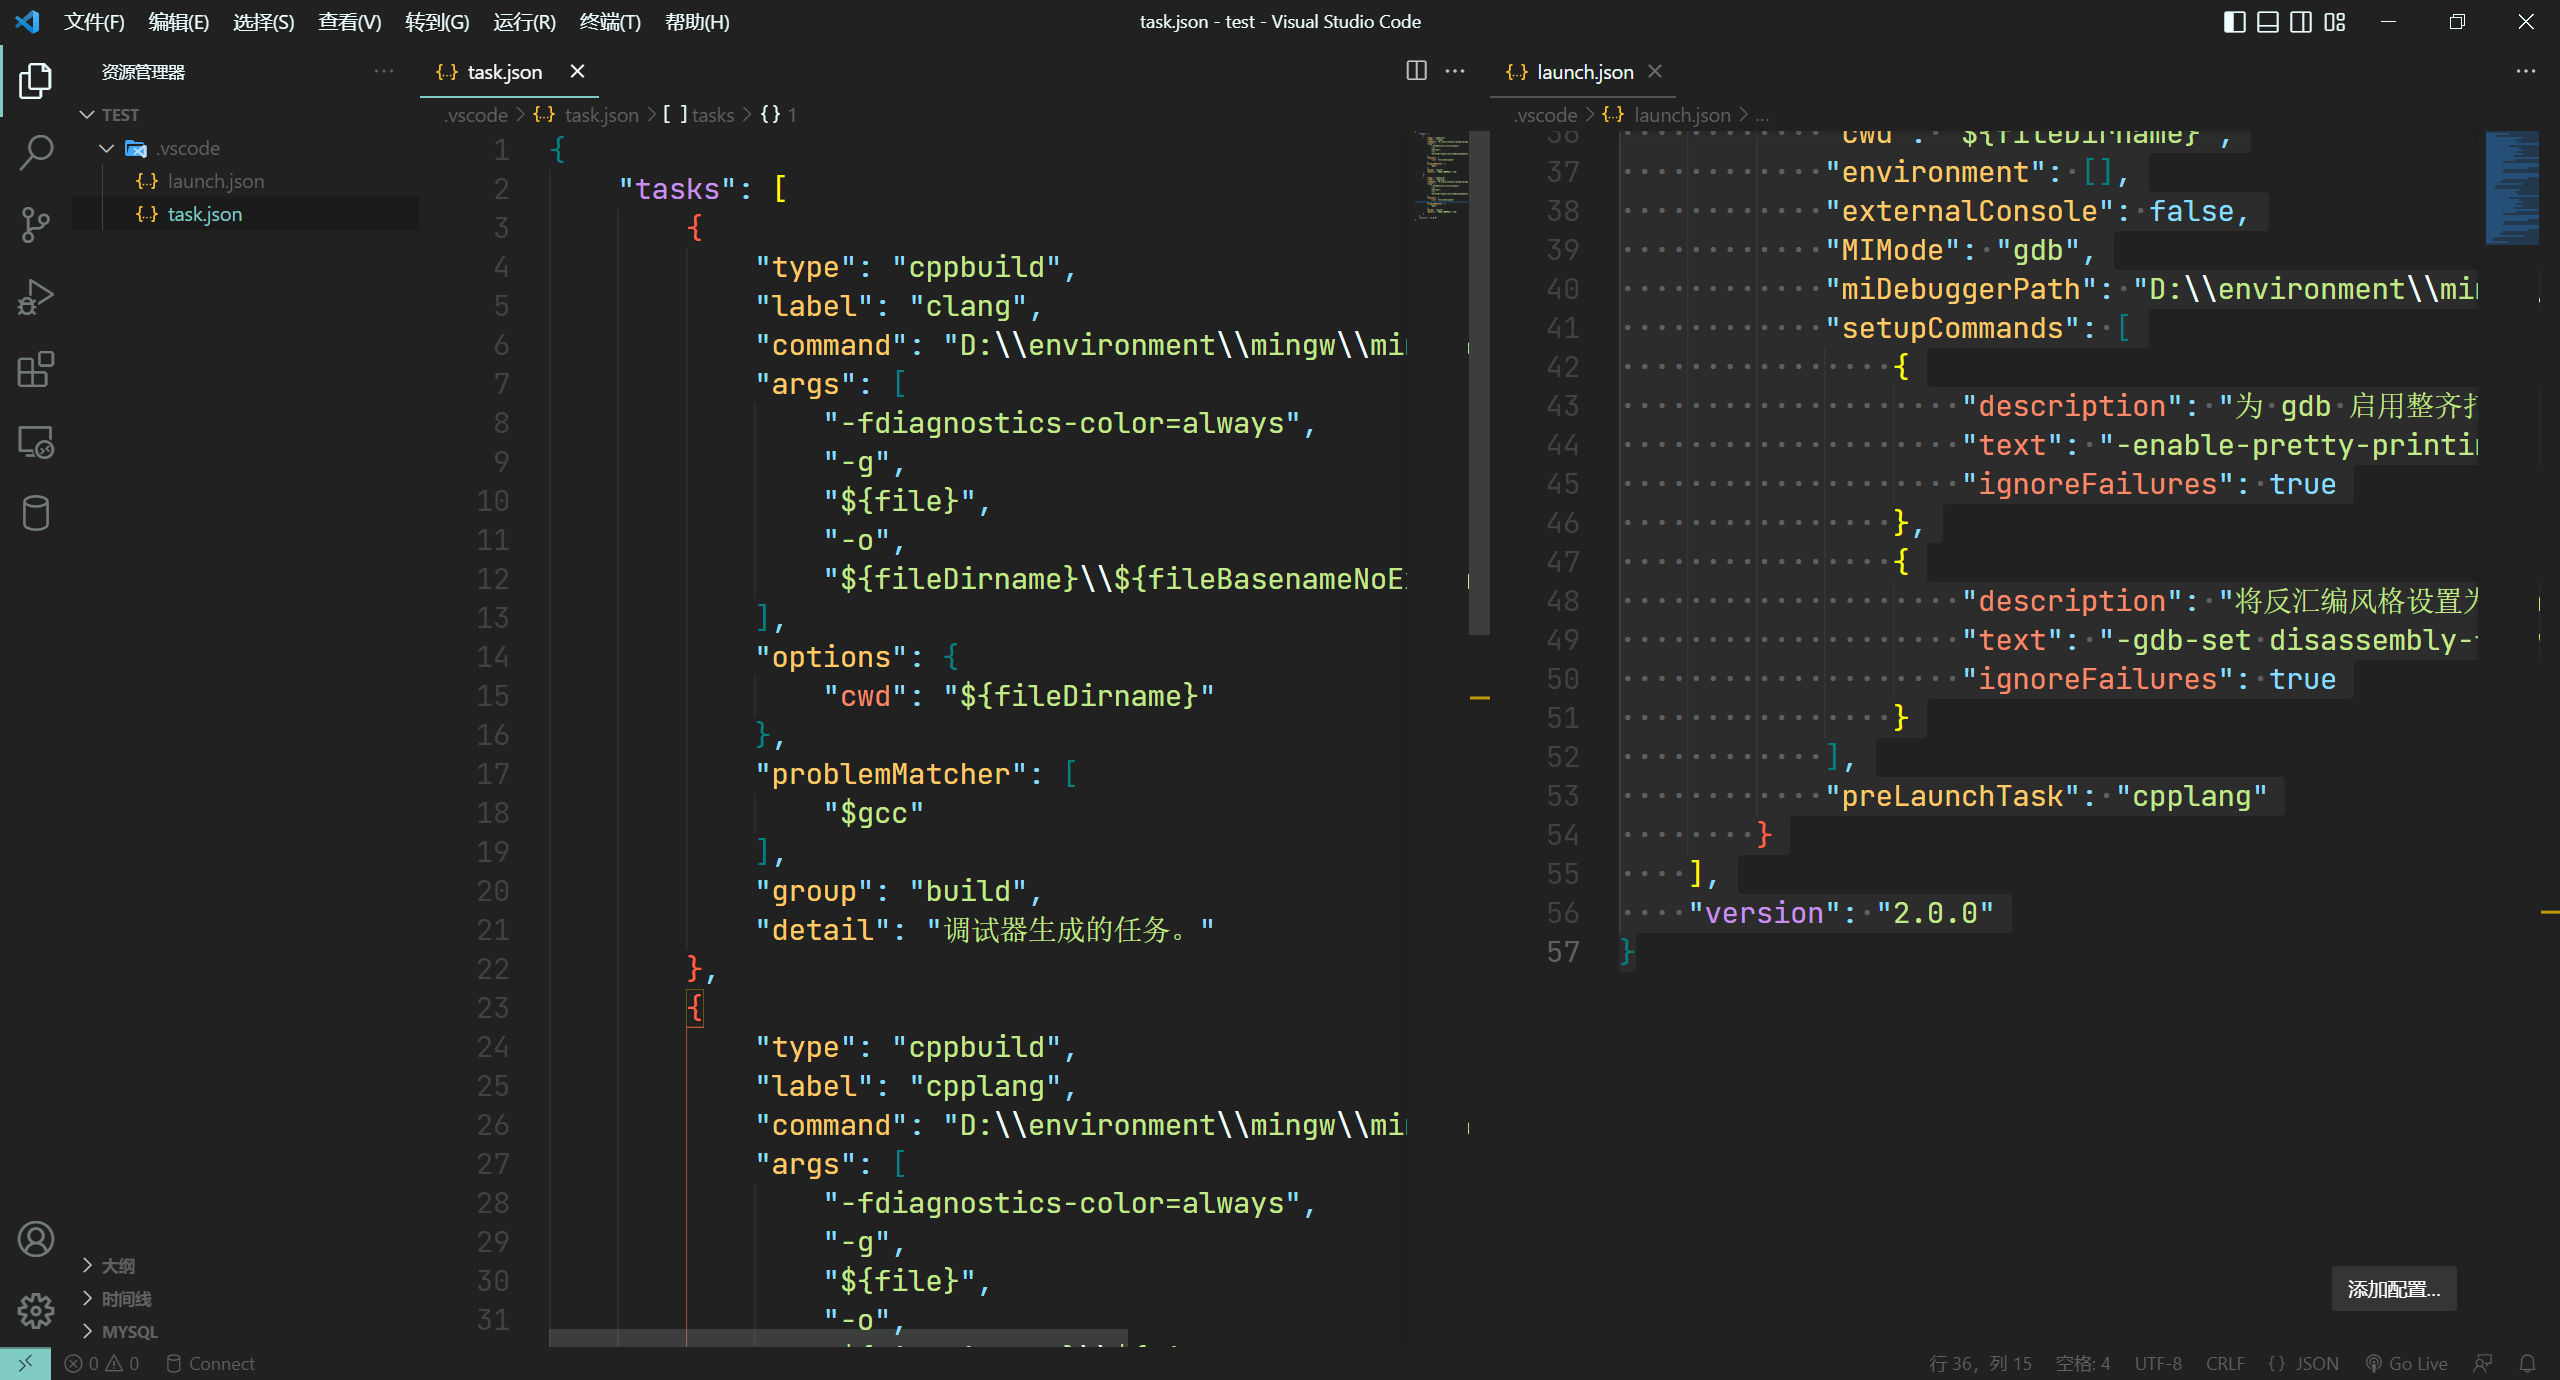 文件(F) 编辑(E) 选择(S) 查看(V) 转到(G) 运行(R) 终端(T) 帮助(H)
task.json - test - Visual Studio Code
资源管理器
TEST
.vscode
launch.json
task.json
大纲
时间线
MYSQL
task.json
.vscode > task.json > [ ] tasks > {} 1
1 {
2 "tasks": [
3 {
4 "type": "cppbuild",
5 "label": "clang",
6 "command": "D:\\environment\\mingw\\mi
7 "args": [
8 "-fdiagnostics-color=always",
9 "-g",
10 "${file}",
11 "-o",
12 "${fileDirname}\\${fileBasenameNoE
13 ],
14 "options": {
15 "cwd": "${fileDirname}"
16 },
17 "problemMatcher": [
18 "$gcc"
19 ],
20 "group": "build",
21 "detail": "调试器生成的任务。"
22 },
23 {
24 "type": "cppbuild",
25 "label": "cpplang",
26 "command": "D:\\environment\\mingw\\mi
27 "args": [
28 "-fdiagnostics-color=always",
29 "-g",
30 "${file}",
31 "-o",
launch.json
.vscode > launch.json > ...
36 "cwd": "${fileDirname}",
37 "environment": [],
38 "externalConsole": false,
39 "MIMode": "gdb",
40 "miDebuggerPath": "D:\\environment\\min
41 "setupCommands": [
42 {
43 "description": "为 gdb 启用整齐打
44 "text": "-enable-pretty-printin
45 "ignoreFailures": true
46 },
47 {
48 "description": "将反汇编风格设置为
49 "text": "-gdb-set disassembly-
50 "ignoreFailures": true
51 }
52 ],
53 "preLaunchTask": "cpplang"
54 }
55 ],
56 "version": "2.0.0"
57 }
添加配置...
0 0 Connect
行 36，列 15 空格: 4 UTF-8 CRLF {} JSON Go Live